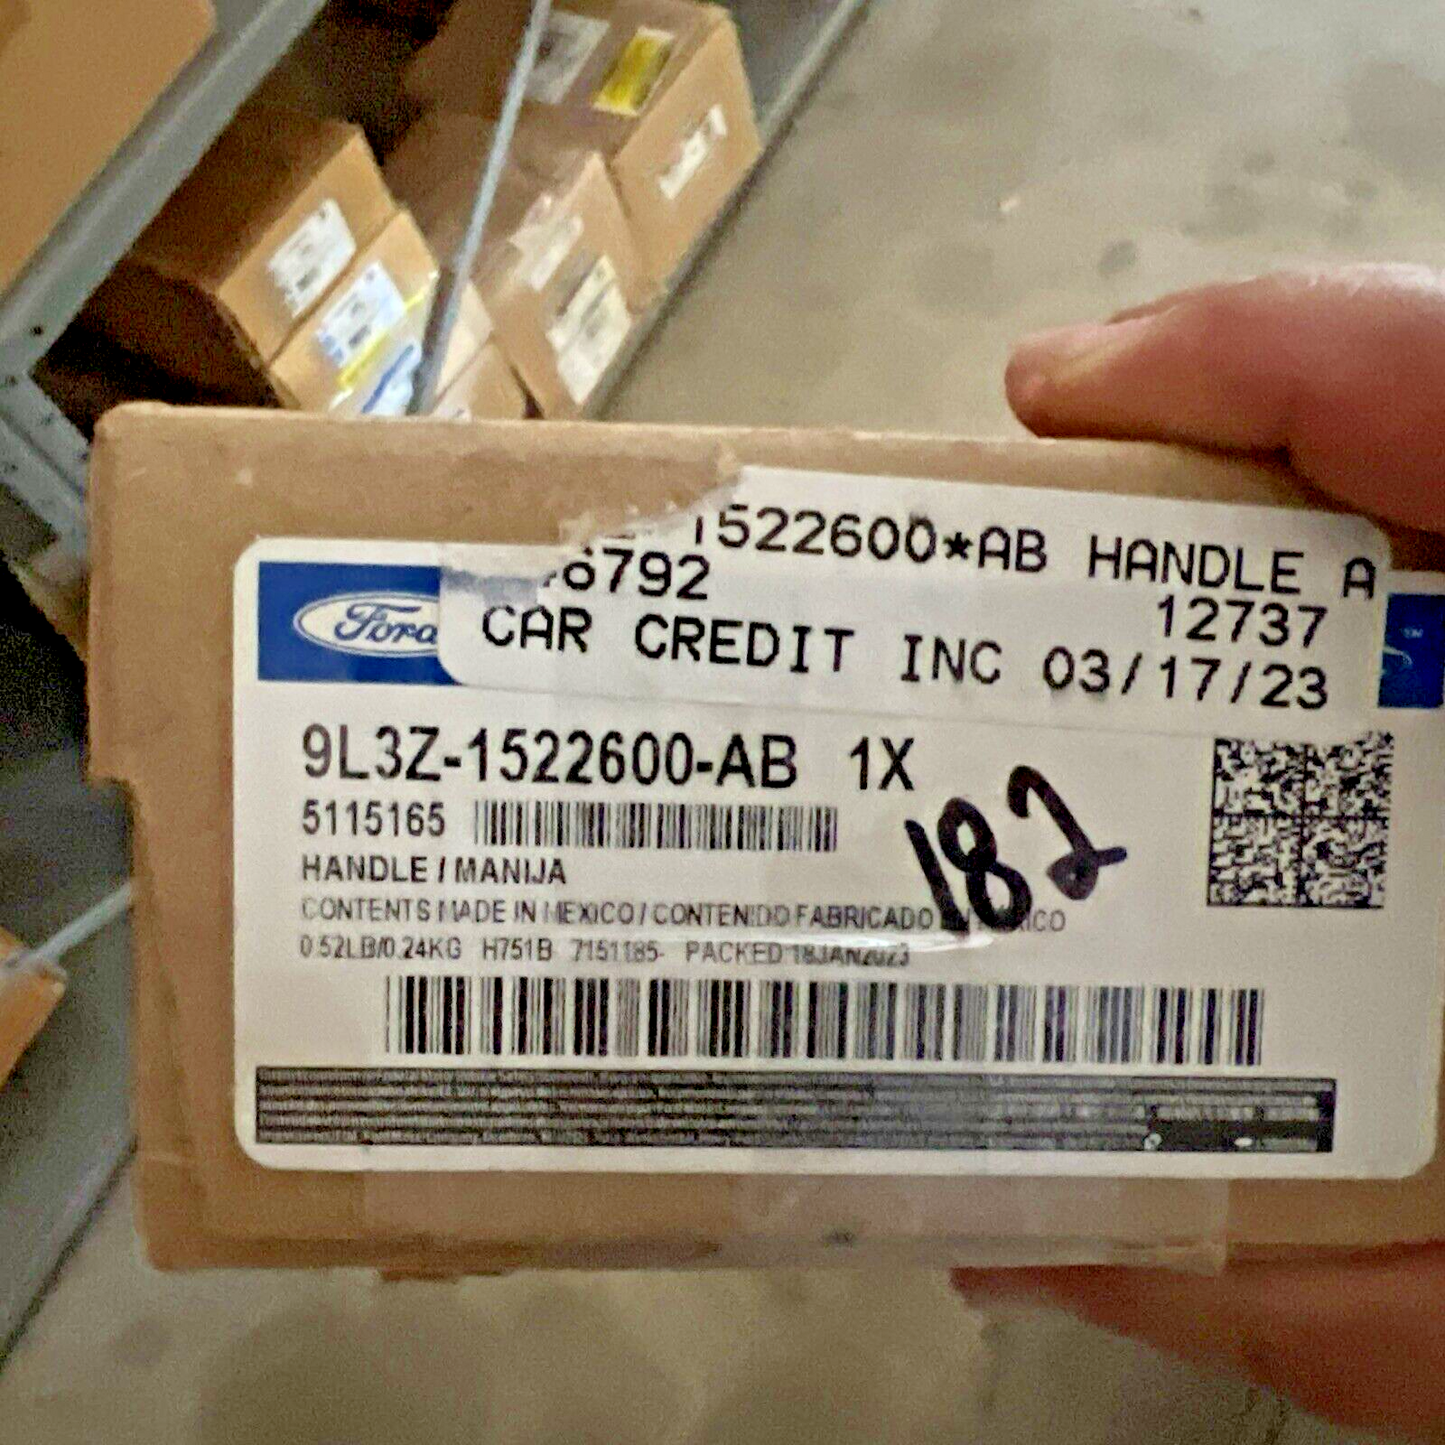 1522600*AB HANDLE A
6792
12737
CAR CREDIT INC 03/17/23
Ford
9L3Z-1522600-AB 1X
182
5115165
HANDLE / MANIJA
CONTENTS MADE IN MEXICO / CONTENIDO FABRICADO
0.52LB/0.24KG H751B 7151185- PACKED 18JAN2023